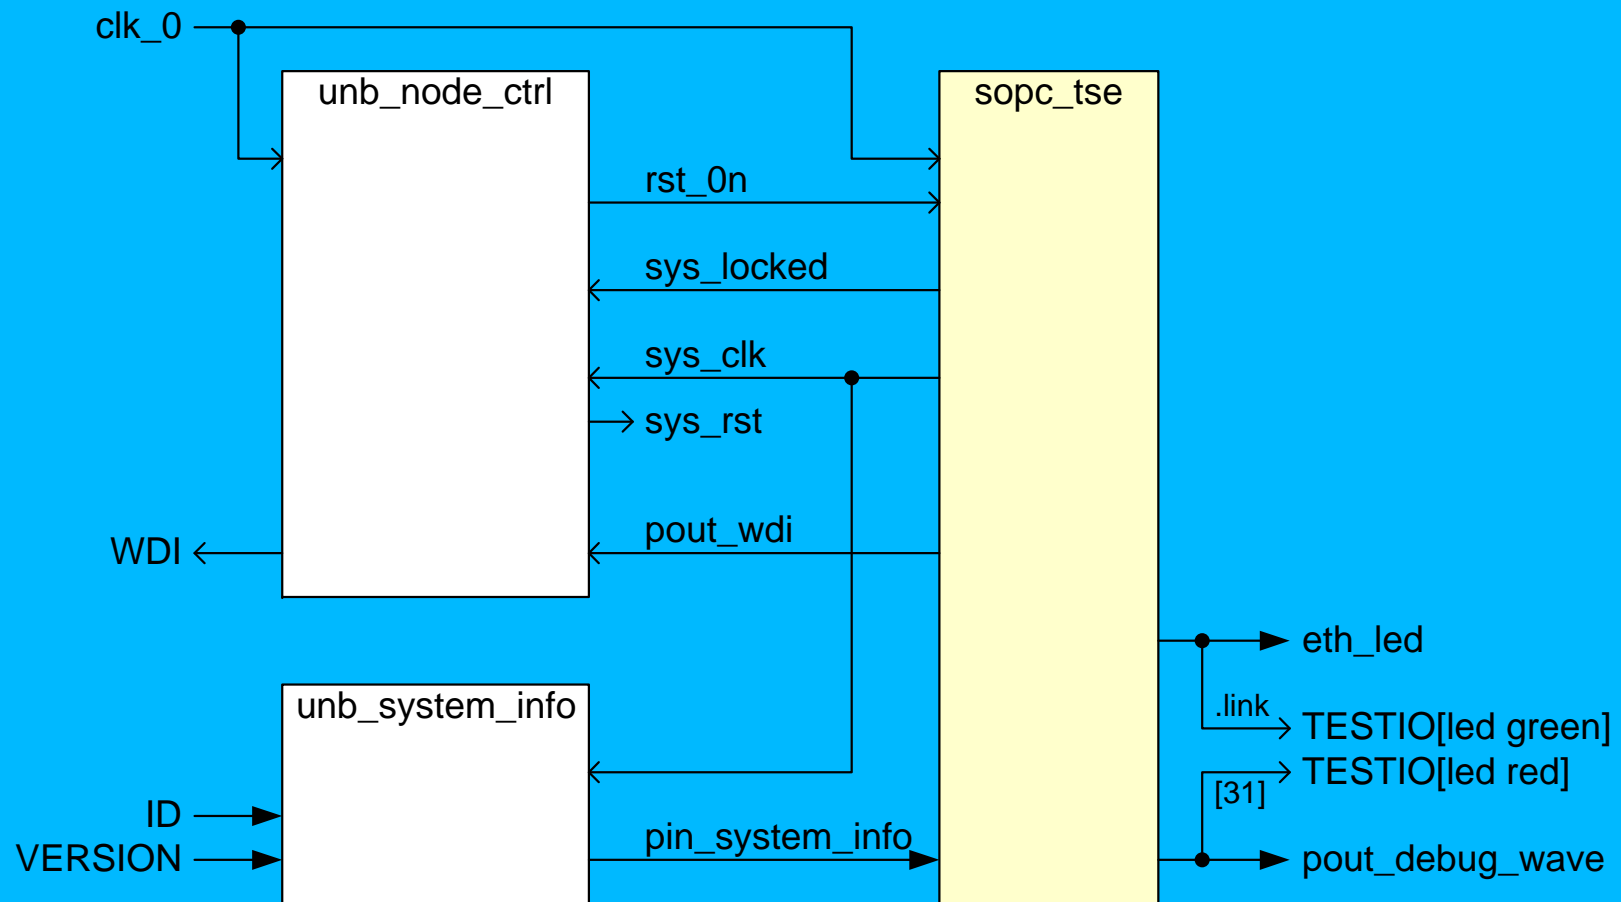 clk_0
unb_node_ctrl
sopc_tse
rst_0n
sys_locked
sys_clk
sys_rst
pout_wdi
WDI
eth_led
unb_system_info
.link
TESTIO[led green]
TESTIO[led red]
[31]
ID
pin_system_info
VERSION
pout_debug_wave